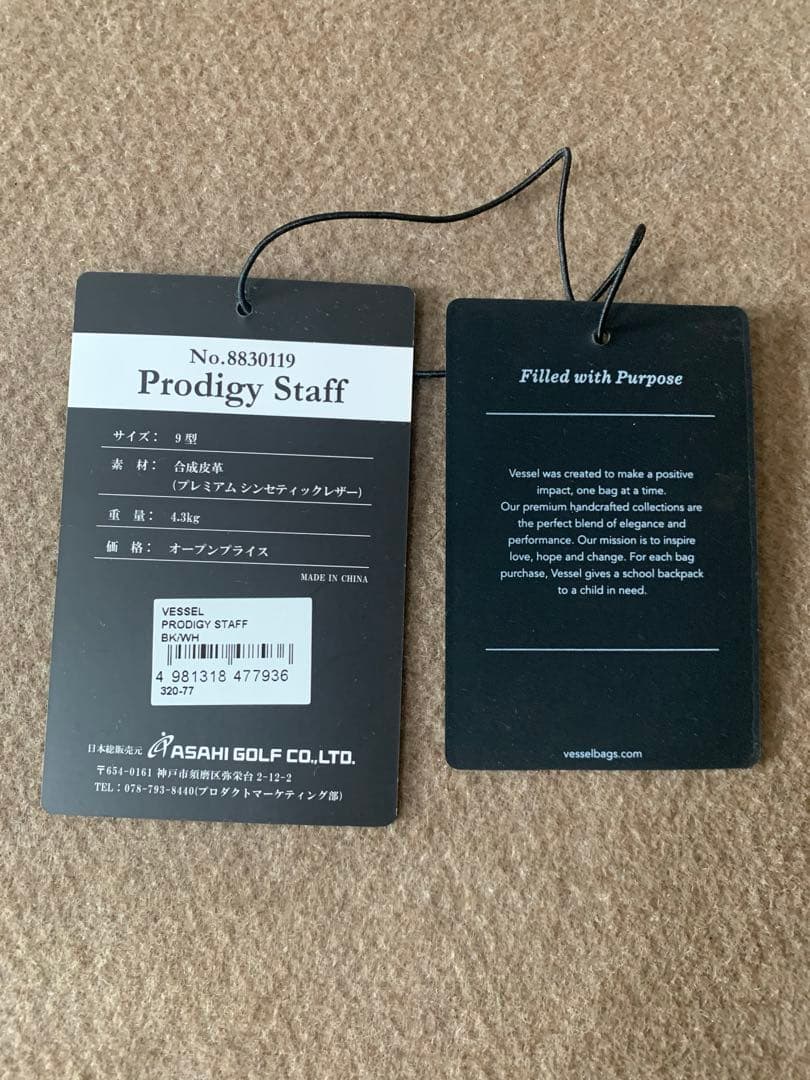 No.8830119
Prodigy Staff
サイズ： 9 型
素　材： 合成皮革
（プレミアム シンセティックレザー）
重　量： 4.3kg
価　格： オープンプライス
MADE IN CHINA
VESSEL
PRODIGY STAFF
BK/WH
4 981318 477936
320-77
日本総販売元 ASAHI GOLF CO.,LTD.
〒654-0161 神戸市須磨区弥栄台 2-12-2
TEL：078-793-8440(プロダクトマーケティング部)
Filled with Purpose
Vessel was created to make a positive
impact, one bag at a time.
Our premium handcrafted collections are
the perfect blend of elegance and
performance. Our mission is to inspire
love, hope and change. For each bag
purchase, Vessel gives a school backpack
to a child in need.
vesselbags.com